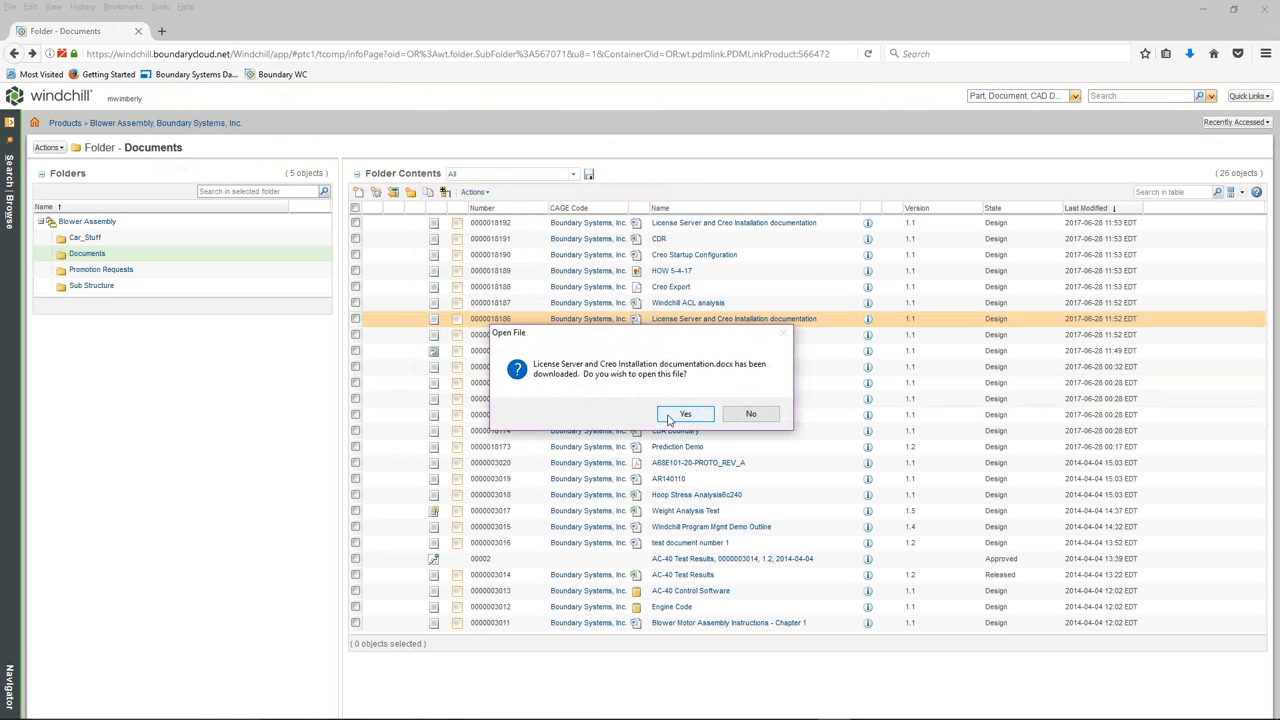 File Edit View History Bookmarks Tools Help
Folder - Documents
https://windchill.boundarycloud.net/Windchill/app/#ptc1/tcomp/infoPage?oid=OR%3Awt.folder.SubFolder%3A567071&u8=1&ContainerOid=OR:wt.pdmlink.PDMLinkProduct:566472 Search
Most Visited Getting Started Boundary Systems Da... Boundary WC
windchill mwimberly Part, Document, CAD D... Search ... Quick Links
Products > Blower Assembly, Boundary Systems, Inc. Recently Accessed
Actions Folder - Documents
Folders ( 5 objects ) Folder Contents All ( 26 objects )
Search in selected folder Actions Search in table
Name Number CAGE Code Name Version State Last Modified
Blower Assembly 0000018192 Boundary Systems, Inc. License Server and Creo Installation documentation 1.1 Design 2017-06-28 11:53 EDT
Car_Stuff 0000018191 Boundary Systems, Inc. CDR 1.1 Design 2017-06-28 11:53 EDT
Documents 0000018190 Boundary Systems, Inc. Creo Startup Configuration 1.1 Design 2017-06-28 11:53 EDT
Promotion Requests 0000018189 Boundary Systems, Inc. HOW 5-4-17 1.1 Design 2017-06-28 11:53 EDT
Sub Structure 0000018188 Boundary Systems, Inc. Creo Export 1.1 Design 2017-06-28 11:53 EDT
0000018187 Boundary Systems, Inc. Windchill ACL analysis 1.1 Design 2017-06-28 11:52 EDT
0000018186 Boundary Systems, Inc. License Server and Creo Installation documentation 1.1 Design 2017-06-28 11:52 EDT
Open File
1.1 Design 2017-06-28 11:52 EDT
1.1 Design 2017-06-28 11:49 EDT
License Server and Creo Installation documentation.docx has been
1.1 Design 2017-06-28 00:32 EDT
downloaded. Do you wish to open this file?
1.1 Design 2017-06-28 00:28 EDT
1.1 Design 2017-06-28 00:28 EDT
Yes No
1.1 Design 2017-06-28 00:28 EDT
CDR Boundary 1.1 Design 2017-06-28 00:28 EDT
0000018173 Boundary Systems, Inc. Prediction Demo 1.2 Design 2017-06-28 00:17 EDT
0000003020 Boundary Systems, Inc. A68E101-20-PROTO_REV_A 1.1 Design 2014-04-04 15:03 EDT
0000003019 Boundary Systems, Inc. AR140110 1.1 Design 2014-04-04 15:03 EDT
0000003018 Boundary Systems, Inc. Hoop Stress Analysis6c240 1.1 Design 2014-04-04 15:03 EDT
0000003017 Boundary Systems, Inc. Weight Analysis Test 1.5 Design 2014-04-04 14:37 EDT
0000003015 Boundary Systems, Inc. Windchill Program Mgmt Demo Outline 1.4 Design 2014-04-04 13:57 EDT
0000003016 Boundary Systems, Inc. test document number 1 1.2 Design 2014-04-04 13:52 EDT
00002 AC-40 Test Results, 0000003014, 1.2, 2014-04-04 Approved 2014-04-04 13:39 EDT
0000003014 Boundary Systems, Inc. AC-40 Test Results 1.2 Released 2014-04-04 13:22 EDT
0000003013 Boundary Systems, Inc. AC-40 Control Software 1.1 Design 2014-04-04 12:02 EDT
0000003012 Boundary Systems, Inc. Engine Code 1.1 Design 2014-04-04 12:02 EDT
0000003011 Boundary Systems, Inc. Blower Motor Assembly Instructions - Chapter 1 1.1 Design 2014-04-04 12:02 EDT
( 0 objects selected )
Search | Browse
Navigator